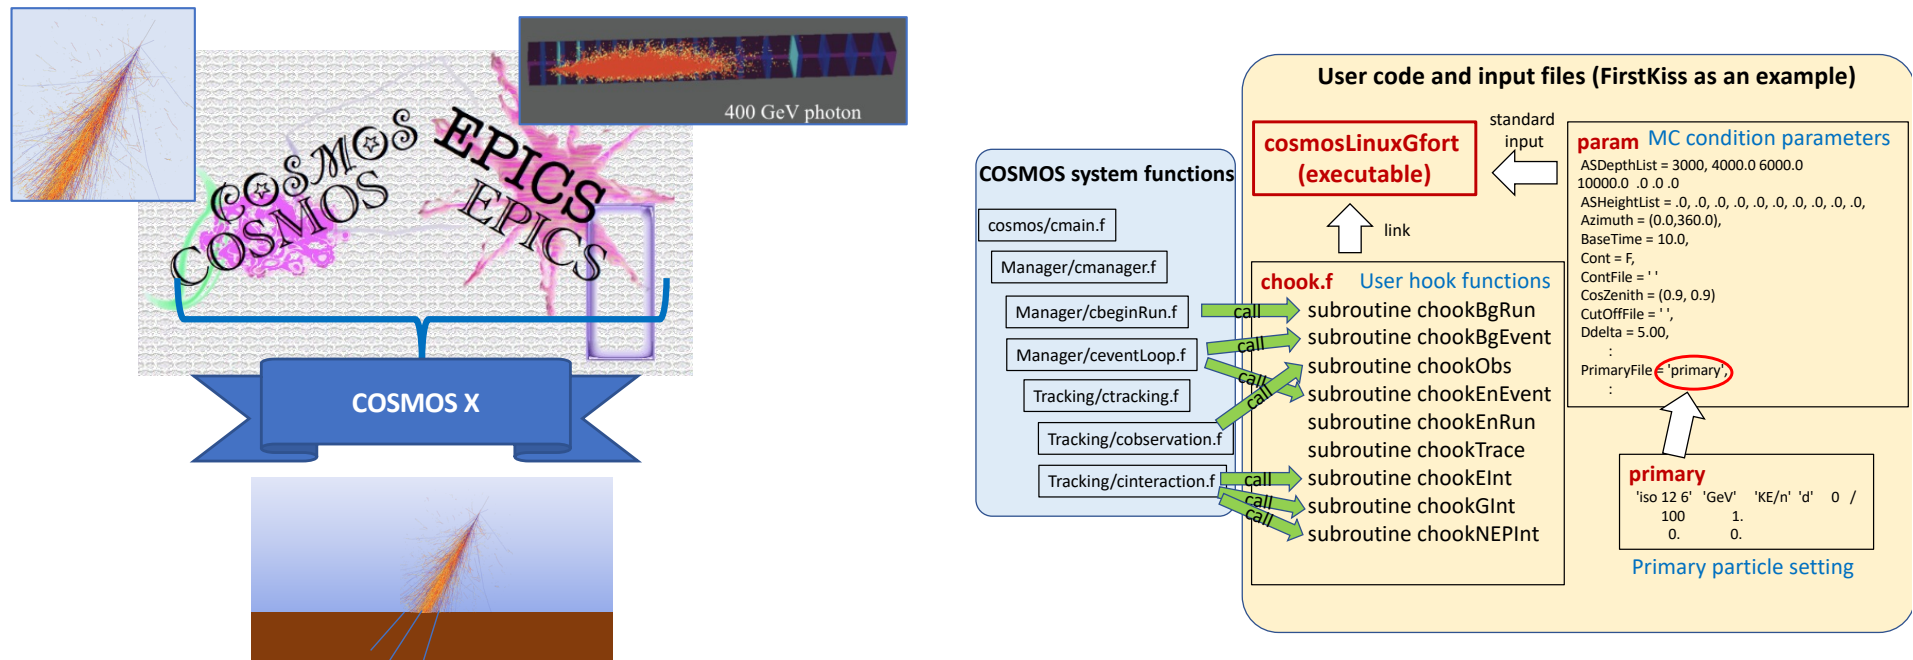 400 GeV photon
COSMOS
COSMOS
EPICS
EPICS
COSMOS X
User code and input files (FirstKiss as an example)
COSMOS system functions
cosmos/cmain.f
Manager/cmanager.f
Manager/cbeginRun.f
Manager/ceventLoop.f
Tracking/ctracking.f
Tracking/cobservation.f
Tracking/cinteraction.f
call
call
call
call
call
call
call
cosmosLinuxGfort
(executable)
standard
input
link
chook.f User hook functions
subroutine chookBgRun
subroutine chookBgEvent
subroutine chookObs
subroutine chookEnEvent
subroutine chookEnRun
subroutine chookTrace
subroutine chookEInt
subroutine chookGInt
subroutine chookNEPInt
param MC condition parameters
ASDepthList = 3000, 4000.0 6000.0
10000.0 .0 .0 .0
ASHeightList = .0, .0, .0, .0, .0, .0, .0, .0, .0, .0,
Azimuth = (0.0,360.0),
BaseTime = 10.0,
Cont = F,
ContFile = ' '
CosZenith = (0.9, 0.9)
CutOffFile = ' ',
Ddelta = 5.00,
:
PrimaryFile = 'primary',
:
primary
'iso 12 6' 'GeV' 'KE/n' 'd' 0 /
100 1.
0. 0.
Primary particle setting